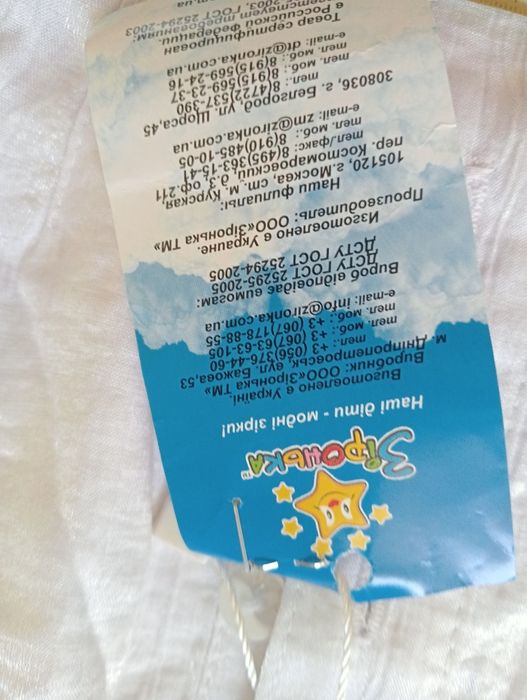 Зіронька™
Наші діти - модні зірки!
Виготовлено в Україні.
Виробник: ООО«Зіронька ТМ»
м. Дніпропетровськ, вул. Бажова,53
тел.: +3 (056)376-44-60
тел. моб.: +3 (067)63-63-105
тел. моб.: +3 (067)178-88-55
e-mail: info@zironka.com.ua
Виріб відповідає вимогам:
ДСТУ ГОСТ 25295-2005
ДСТУ ГОСТ 25294-2005
Изготовлено в Украине.
Производитель: ООО«Зіронька ТМ»
Наши филиалы:
105120, г.Москва, ст. м. Курская,
пер. Костомаровский, д.3, оф.211
тел./факс: 8(495)363-15-41
тел. моб.: 8(910)485-10-05
e-mail: zm@zironka.com.ua
308036, г. Белгород, ул. Щорса,45
тел.: 8(4722)537-390
тел. моб.: 8(915)569-23-37
тел. моб.: 8(915)569-24-16
e-mail: df@zironka.com.ua
Товар сертифицирован
в Российской Федерации.
требованиям:
2003, ГОСТ 25294-2003
m.ua